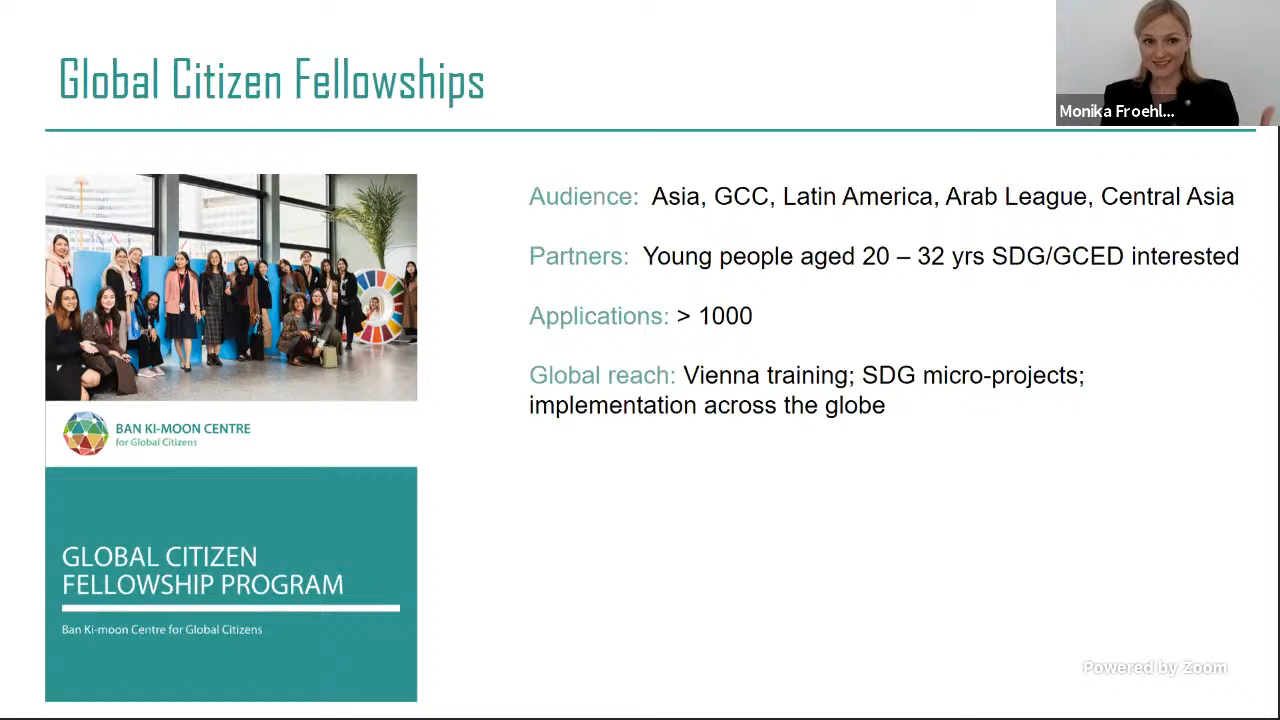 Global Citizen Fellowships
Monika Froehl...
Audience: Asia, GCC, Latin America, Arab League, Central Asia
Partners: Young people aged 20 – 32 yrs SDG/GCED interested
Applications: > 1000
Global reach: Vienna training; SDG micro-projects;
implementation across the globe
BAN KI-MOON CENTRE
for Global Citizens
GLOBAL CITIZEN
FELLOWSHIP PROGRAM
Ban Ki-moon Centre for Global Citizens
Powered by Zoom